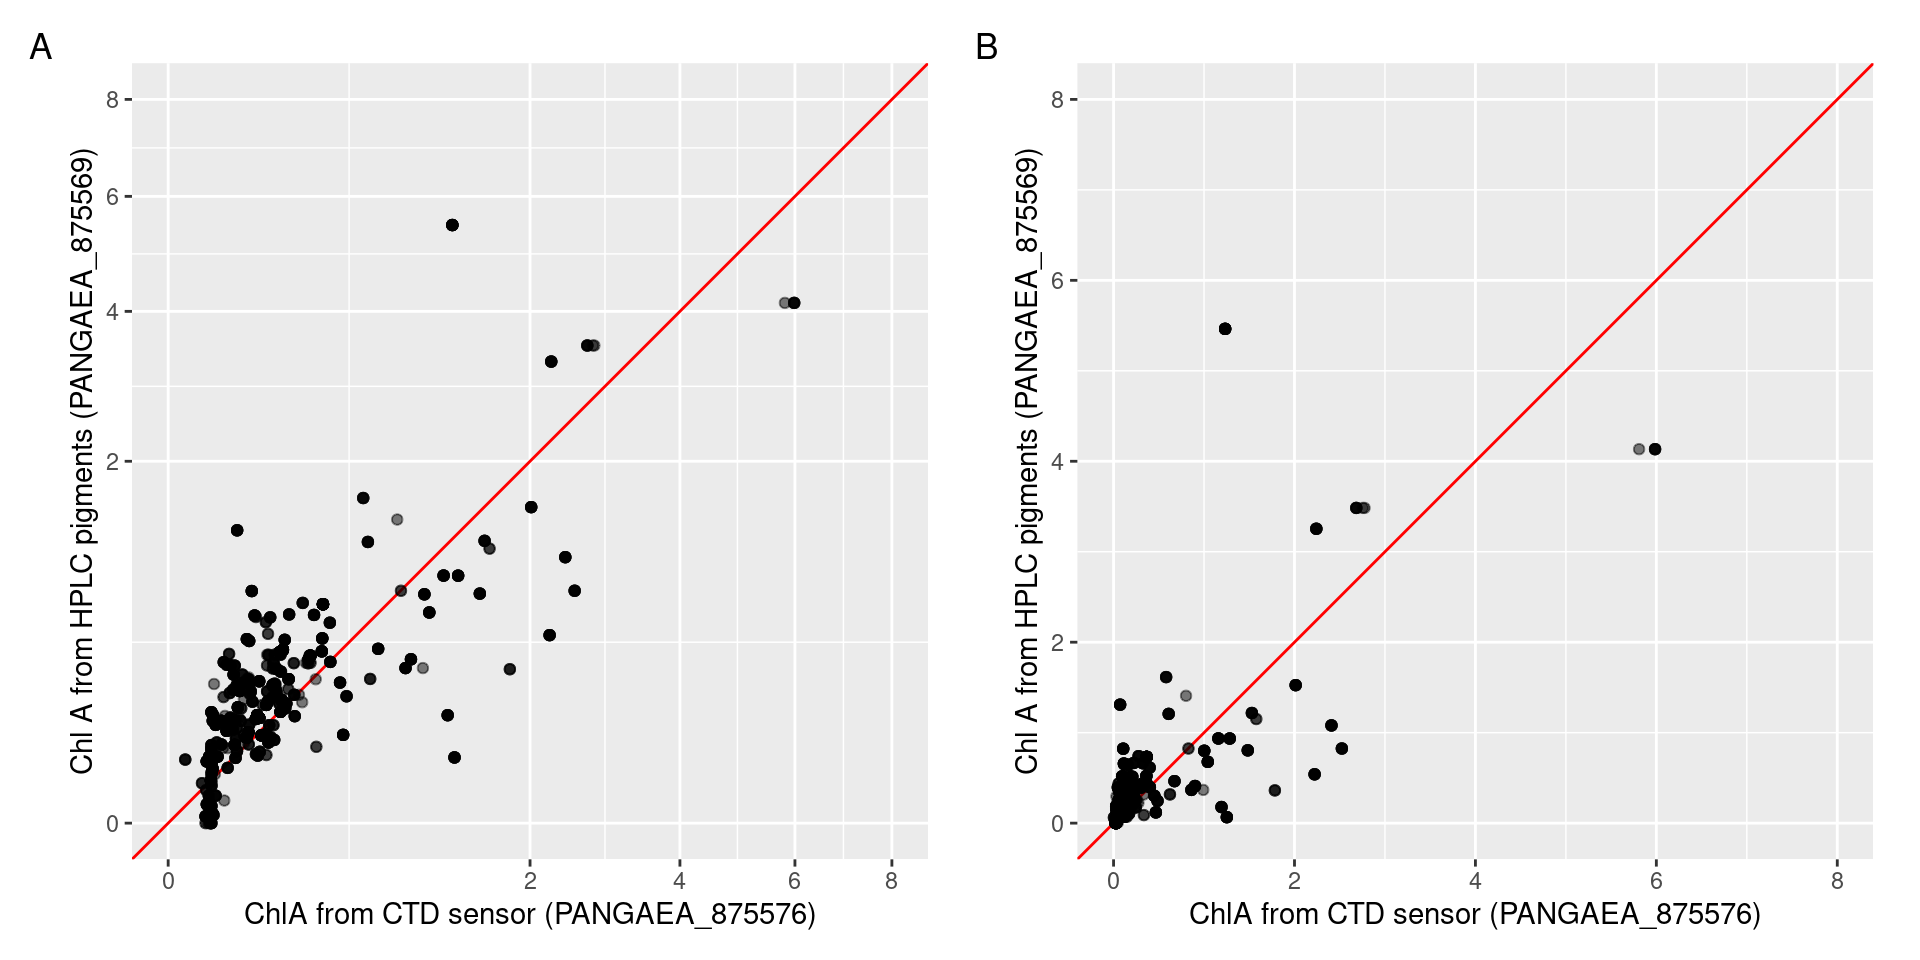 A
8
6
4
2
0
0 2 4 6 8
Chl A from HPLC pigments (PANGAEA_875569)
ChlA from CTD sensor (PANGAEA_875576)
B
8
6
4
2
0
0 2 4 6 8
Chl A from HPLC pigments (PANGAEA_875569)
ChlA from CTD sensor (PANGAEA_875576)